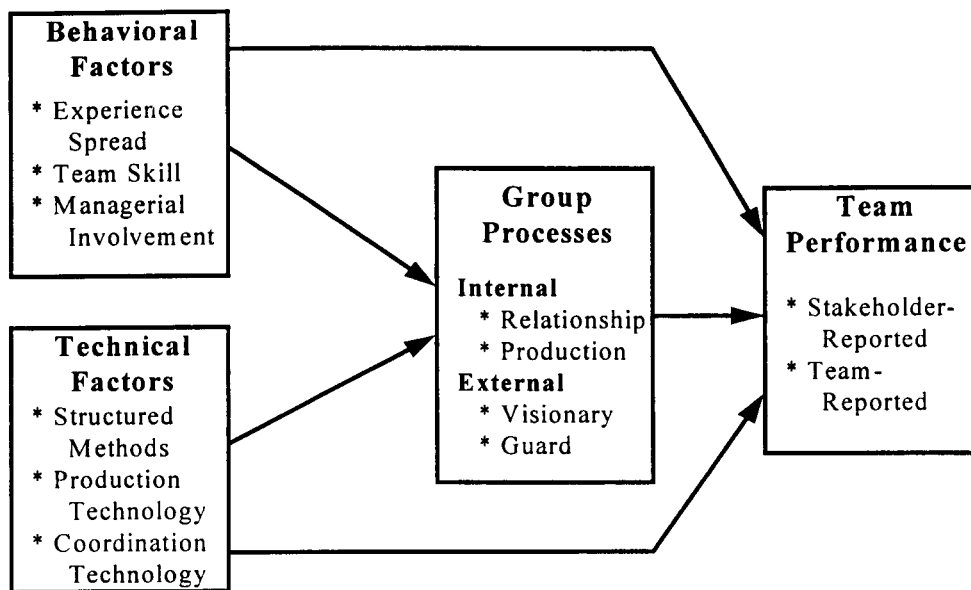 Behavioral
Factors
* Experience
Spread
* Team Skill
* Managerial
Involvement
Technical
Factors
* Structured
Methods
* Production
Technology
* Coordination
Technology
Group
Processes
Internal
* Relationship
* Production
External
* Visionary
* Guard
Team
Performance
* Stakeholder-
Reported
* Team-
Reported